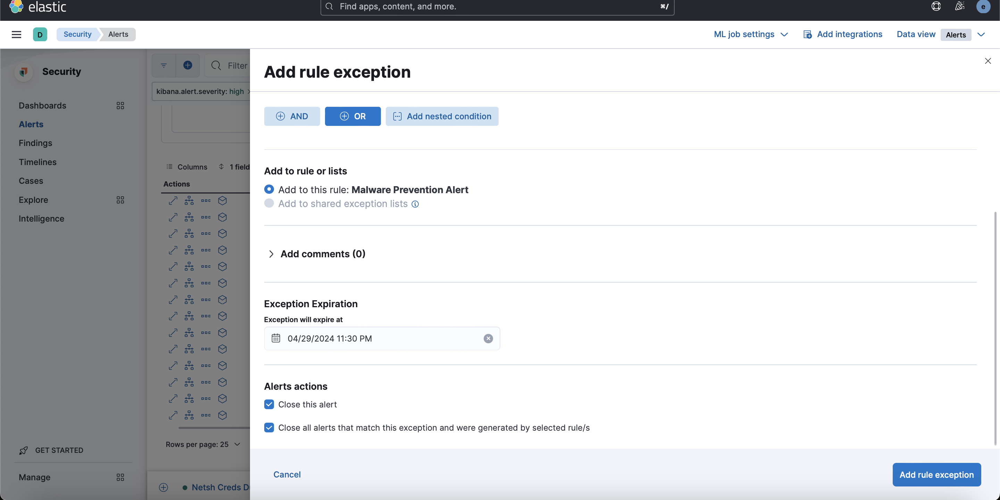 elastic
Find apps, content, and more.
⌘/
e
D
Security
Alerts
ML job settings
Add integrations
Data view
Alerts
Security
Dashboards
Alerts
Findings
Timelines
Cases
Explore
Intelligence
GET STARTED
Manage
Filter
kibana.alert.severity: high
Columns
1 field
Actions
Rows per page: 25
Netsh Creds
Add rule exception
AND
OR
Add nested condition
Add to rule or lists
Add to this rule: Malware Prevention Alert
Add to shared exception lists
Add comments (0)
Exception Expiration
Exception will expire at
04/29/2024 11:30 PM
Alerts actions
Close this alert
Close all alerts that match this exception and were generated by selected rule/s
Cancel
Add rule exception